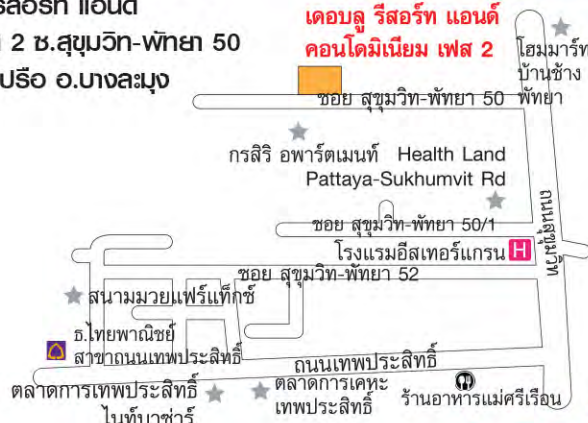 รีสอร์ท แอนด์
2 ซ.สุขุมวิท-พัทยา 50
ปรือ อ.บางละมุง
เดอบลู รีสอร์ท แอนด์
คอนโดมิเนียม เฟส 2
โฮมมาร์ท
บ้านช้าง
พัทยา
ซอย สุขุมวิท-พัทยา 50
กรสิริ อพาร์ตเมนท์
Health Land
Pattaya-Sukhumvit Rd
ถนนสุขุมวิท
ซอย สุขุมวิท-พัทยา 50/1
โรงแรมอีสเทอร์แกรน H
ซอย สุขุมวิท-พัทยา 52
สนามมวยแฟร์แท็กซ์
ธ.ไทยพาณิชย์
สาขาถนนเทพประสิทธิ์
ถนนเทพประสิทธิ์
ตลาดการเทพประสิทธิ์
ไนท์บาซ่าร์
ตลาดการเคหะ
เทพประสิทธิ์
ร้านอาหารแม่ศรีเรือน